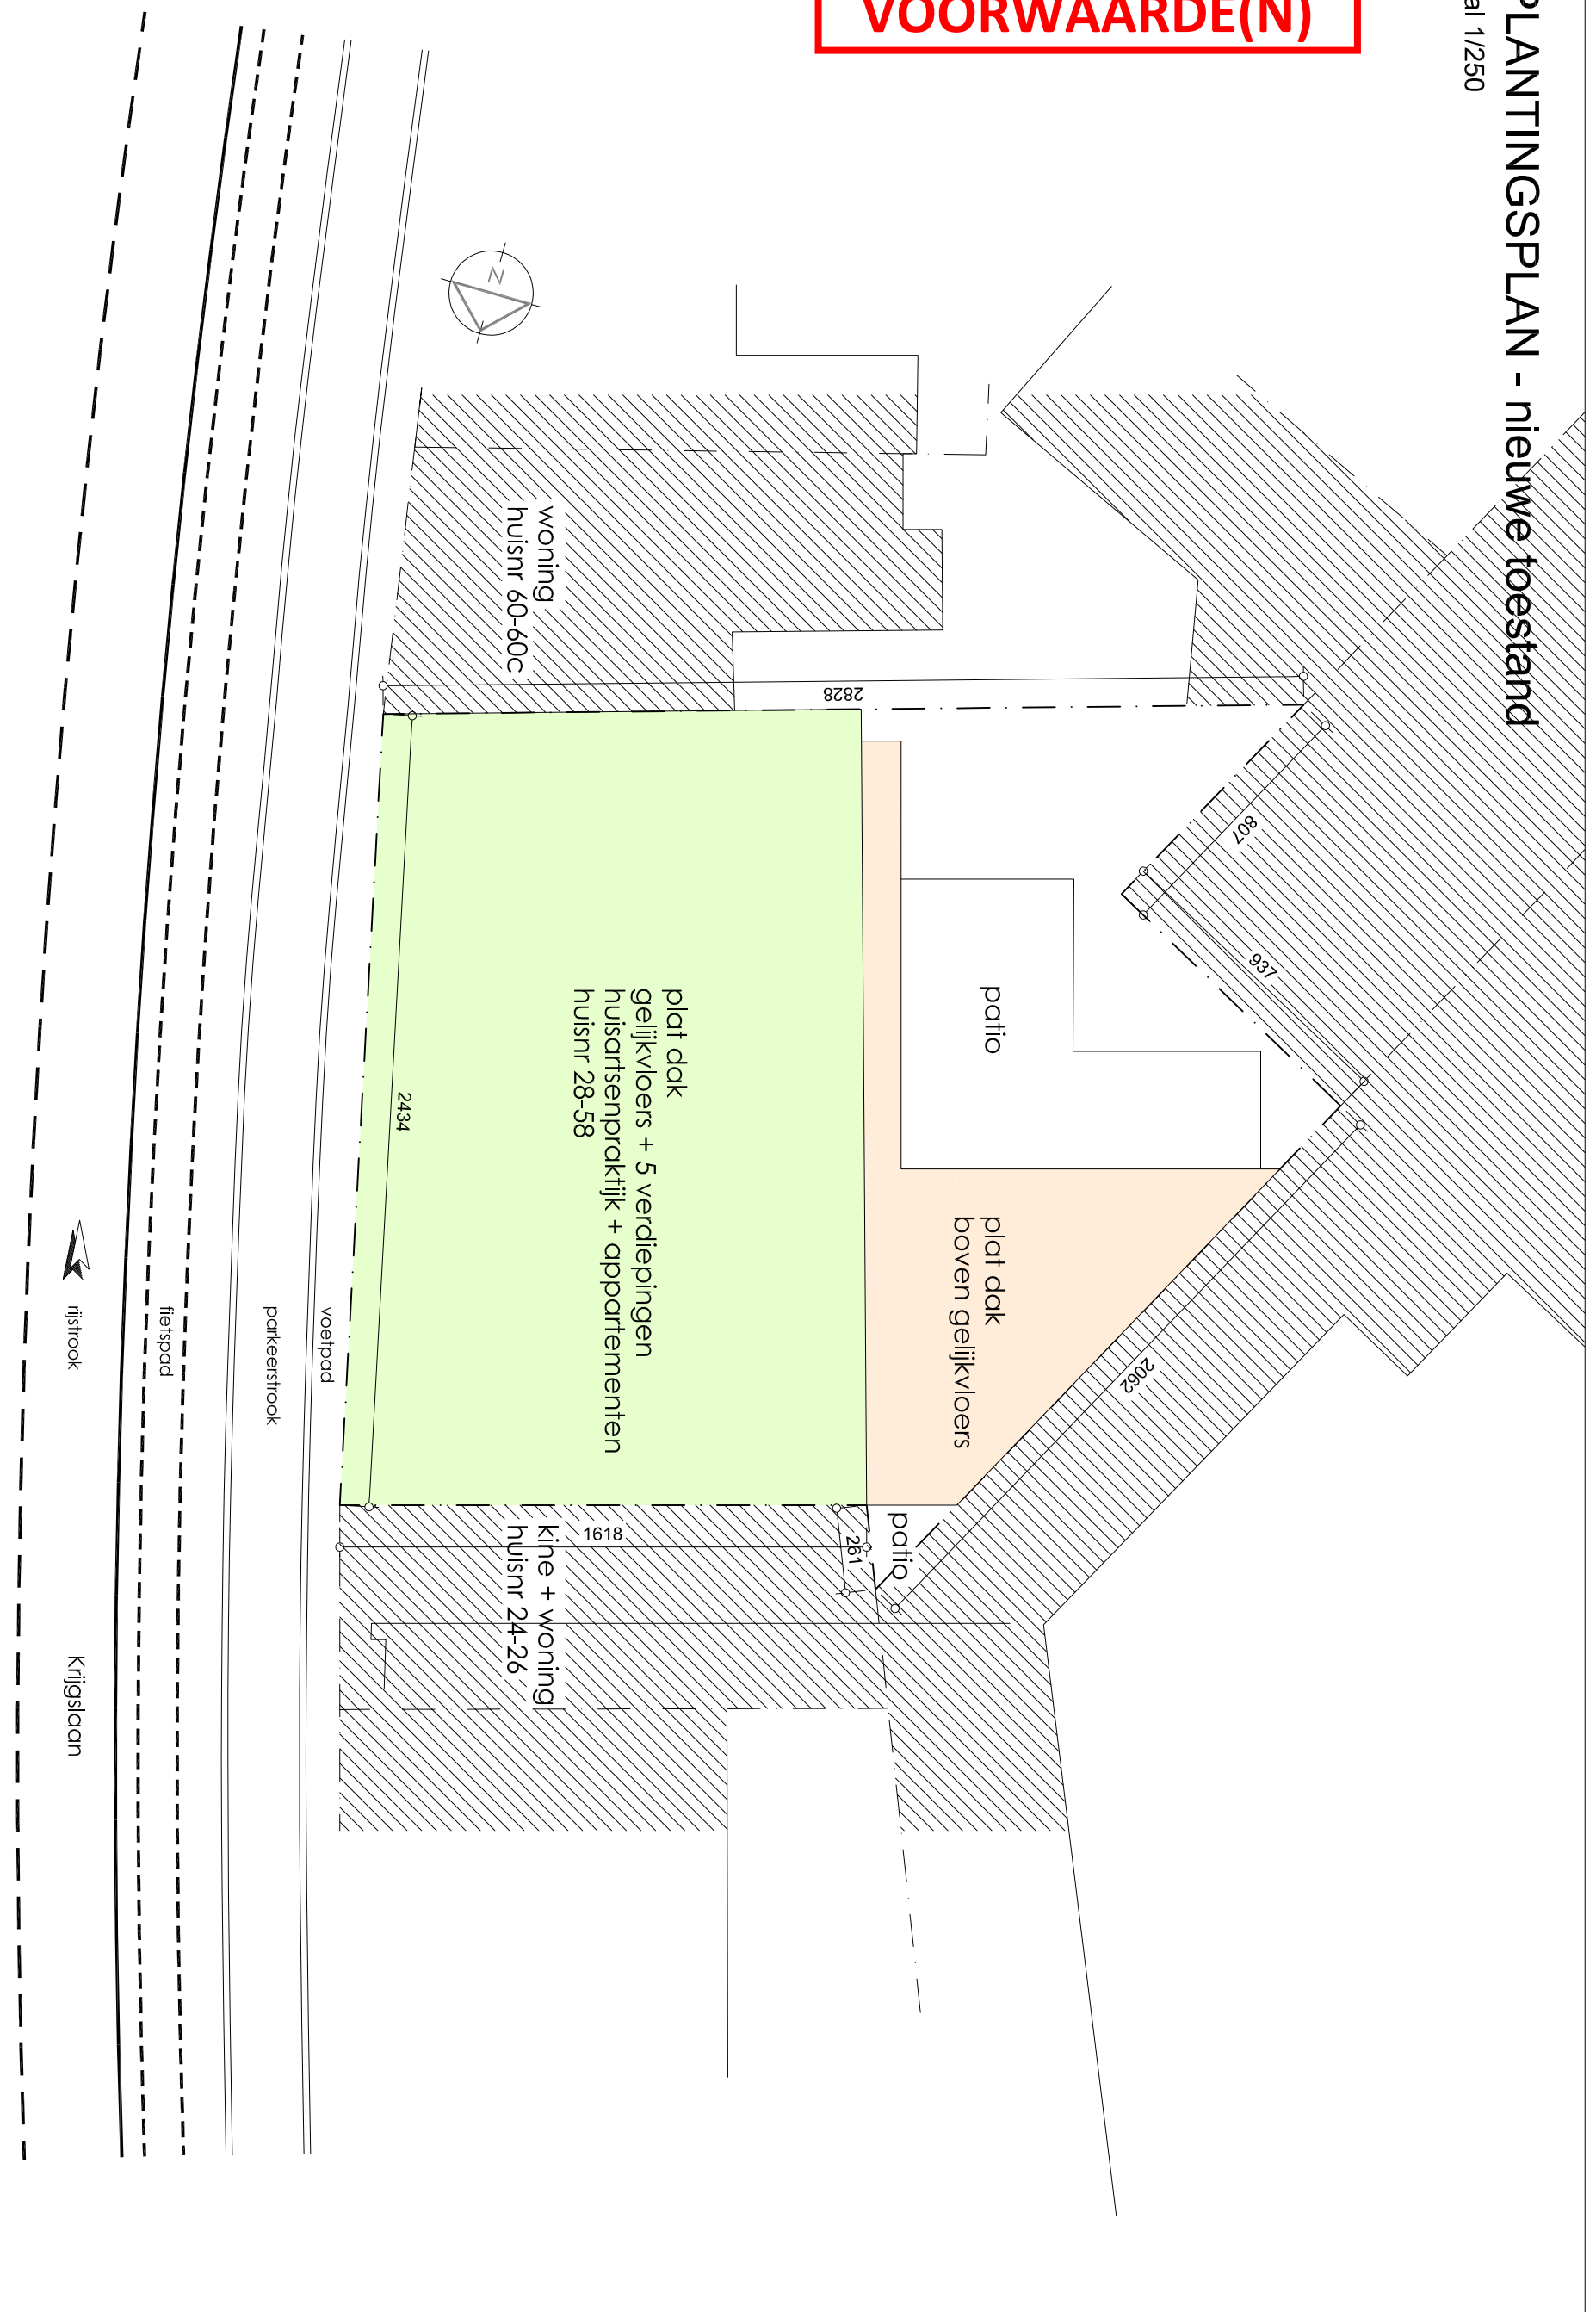 VOORWAARDE(N)
PLANTINGSPLAN - nieuwe toestand
al 1/250
N
woning
huisnr 60-60c
2828
807
937
patio
plat dak
gelijkvloers + 5 verdiepingen
huisartsenpraktijk + appartementen
huisnr 28-58
2434
plat dak
boven gelijkvloers
2062
patio
261
1618
kine + woning
huisnr 24-26
voetpad
parkeerstrook
fietspad
rijstrook
Krijgslaan